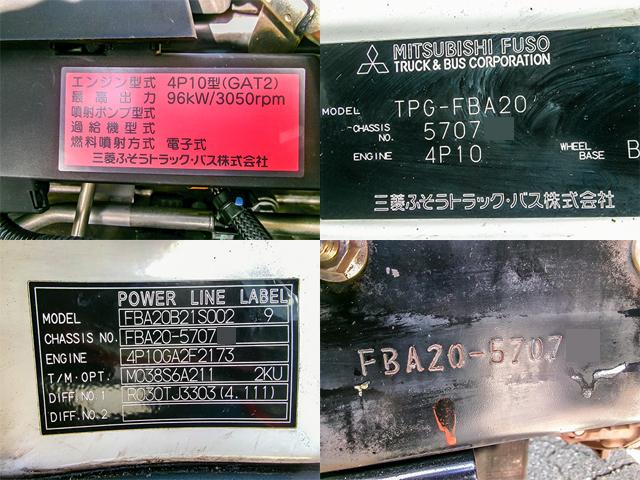 エンジン型式 4P10型(GAT2)
最高出力 96kW/3050rpm
噴射ポンプ型式
過給機型式
燃料噴射方式 電子式
三菱ふそうトラック・バス株式会社
MITSUBISHI FUSO
TRUCK & BUS CORPORATION
MODEL TPG-FBA20
CHASSIS NO. 5707
ENGINE 4P10 WHEEL BASE B
三菱ふそうトラック・バス株式会社
POWER LINE LABEL
MODEL FBA20B21S002 9
CHASSIS NO. FBA20-5707
ENGINE 4P10GA2F2173
T/M・OPT. M038S6A211 2KU
DIFF.NO.1 R030TJ3303(4.111)
DIFF.NO.2
FBA20-5707